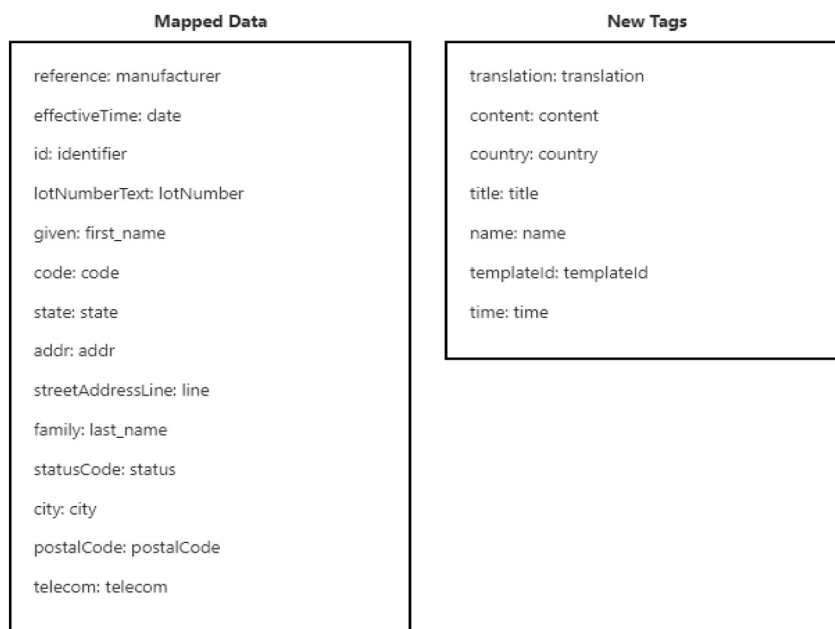 Mapped Data
reference: manufacturer
effectiveTime: date
id: identifier
lotNumberText: lotNumber
given: first_name
code: code
state: state
addr: addr
streetAddressLine: line
family: last_name
statusCode: status
city: city
postalCode: postalCode
telecom: telecom
New Tags
translation: translation
content: content
country: country
title: title
name: name
templateId: templateId
time: time